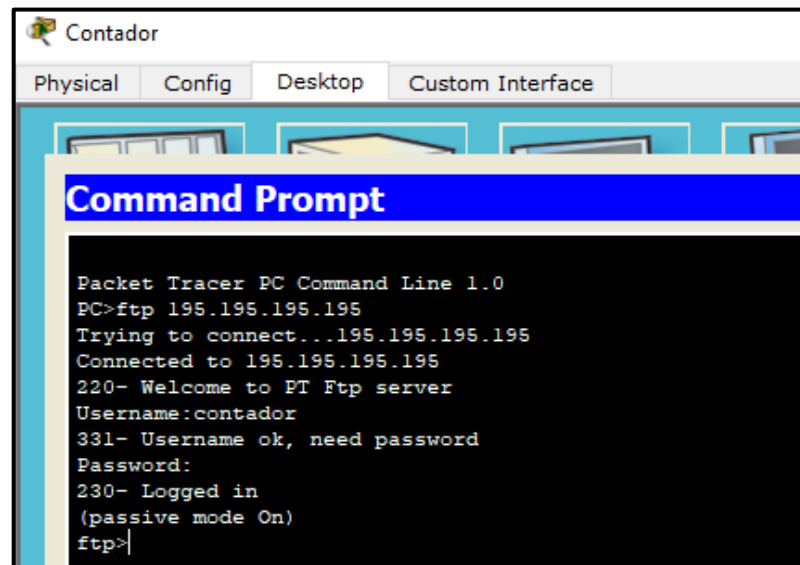 Contador
Physical Config Desktop Custom Interface
Command Prompt
Packet Tracer PC Command Line 1.0
PC>ftp 195.195.195.195
Trying to connect...195.195.195.195
Connected to 195.195.195.195
220- Welcome to PT Ftp server
Username:contador
331- Username ok, need password
Password:
230- Logged in
(passive mode On)
ftp>